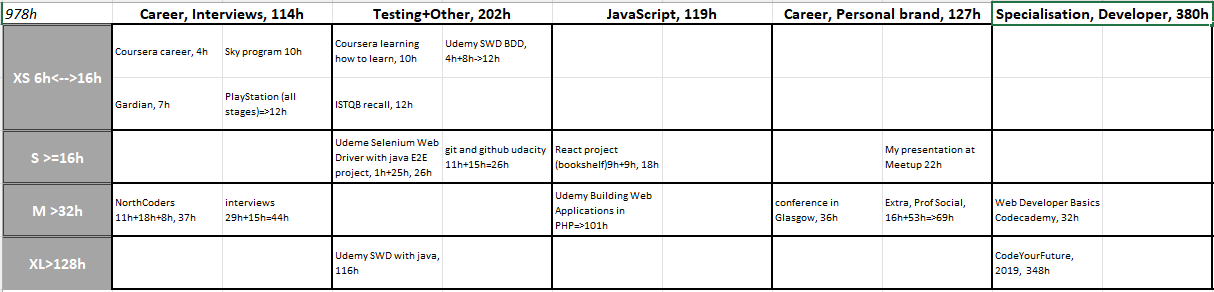 978h
Career, Interviews, 114h
Testing+Other, 202h
JavaScript, 119h
Career, Personal brand, 127h
Specialisation, Developer, 380h
XS 6h<-->16h
Coursera career, 4h
Sky program 10h
Coursera learning
how to learn, 10h
Udemy SWD BDD,
4h+8h->12h
Gardian, 7h
PlayStation (all
stages)=>12h
ISTQB recall, 12h
S >=16h
Udeme Selenium Web
Driver with java E2E
project, 1h+25h, 26h
git and github udacity
11h+15h=26h
React project
(bookshelf)9h+9h, 18h
My presentation at
Meetup 22h
M >32h
NorthCoders
11h+18h+8h, 37h
interviews
29h+15h=44h
Udemy Building Web
Applications in
PHP=>101h
conference in
Glasgow, 36h
Extra, Prof Social,
16h+53h=>69h
Web Developer Basics
Codecademy, 32h
XL>128h
Udemy SWD with java,
116h
CodeYourFuture,
2019, 348h